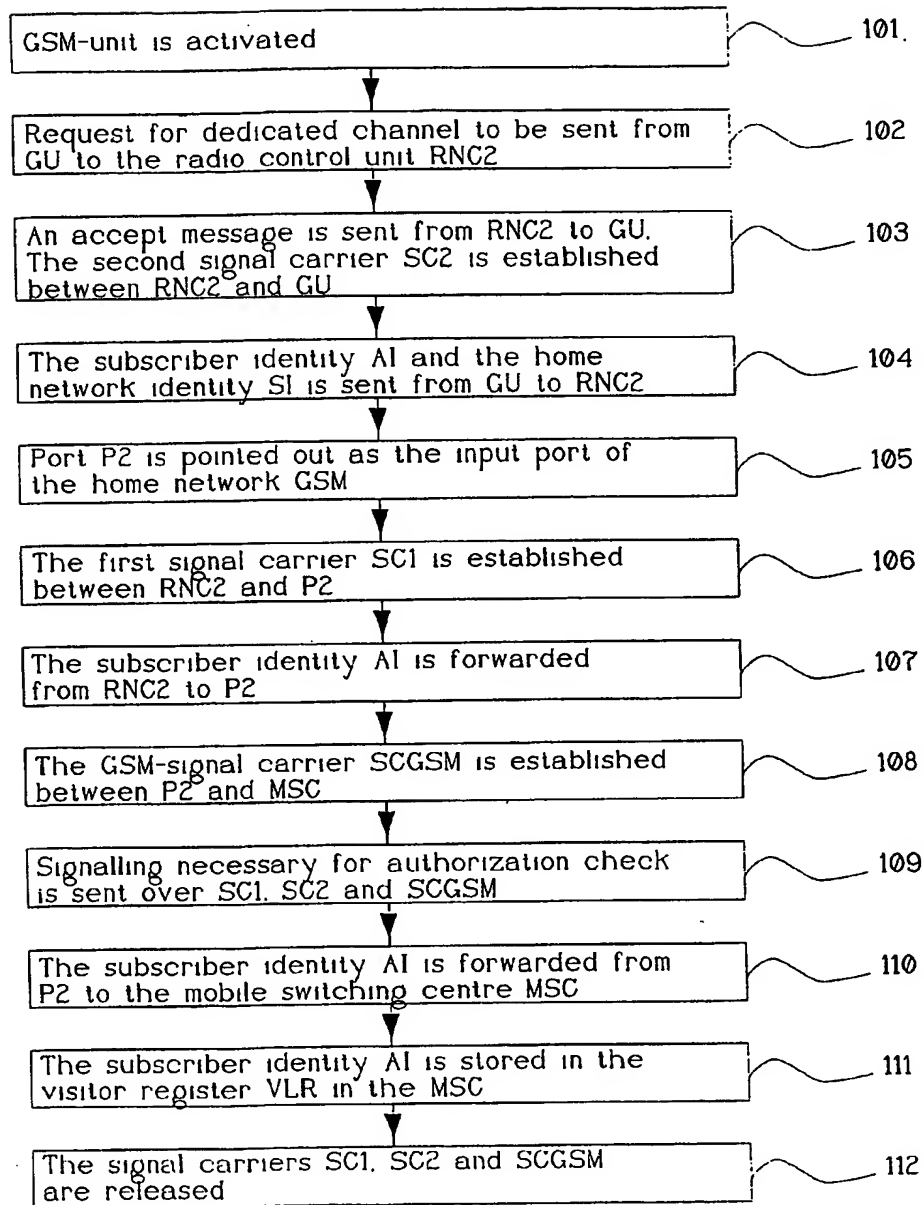 GSM-unit is activated
101.
Request for dedicated channel to be sent from
GU to the radio control unit RNC2
102
An accept message is sent from RNC2 to GU.
The second signal carrier SC2 is established
between RNC2 and GU
103
The subscriber identity AI and the home
network identity SI is sent from GU to RNC2
104
Port P2 is pointed out as the input port of
the home network GSM
105
The first signal carrier SC1 is established
between RNC2 and P2
106
The subscriber identity AI is forwarded
from RNC2 to P2
107
The GSM-signal carrier SCGSM is established
between P2 and MSC
108
Signalling necessary for authorization check
is sent over SC1. SC2 and SCGSM
109
The subscriber identity AI is forwarded from
P2 to the mobile switching centre MSC
110
The subscriber identity AI is stored in the
visitor register VLR in the MSC
111
The signal carriers SC1. SC2 and SCGSM
are released
112